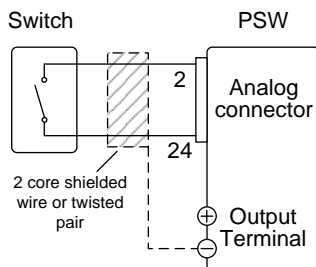 Switch
PSW
2
Analog
connector
24
2 core shielded
wire or twisted
pair
Output
Terminal